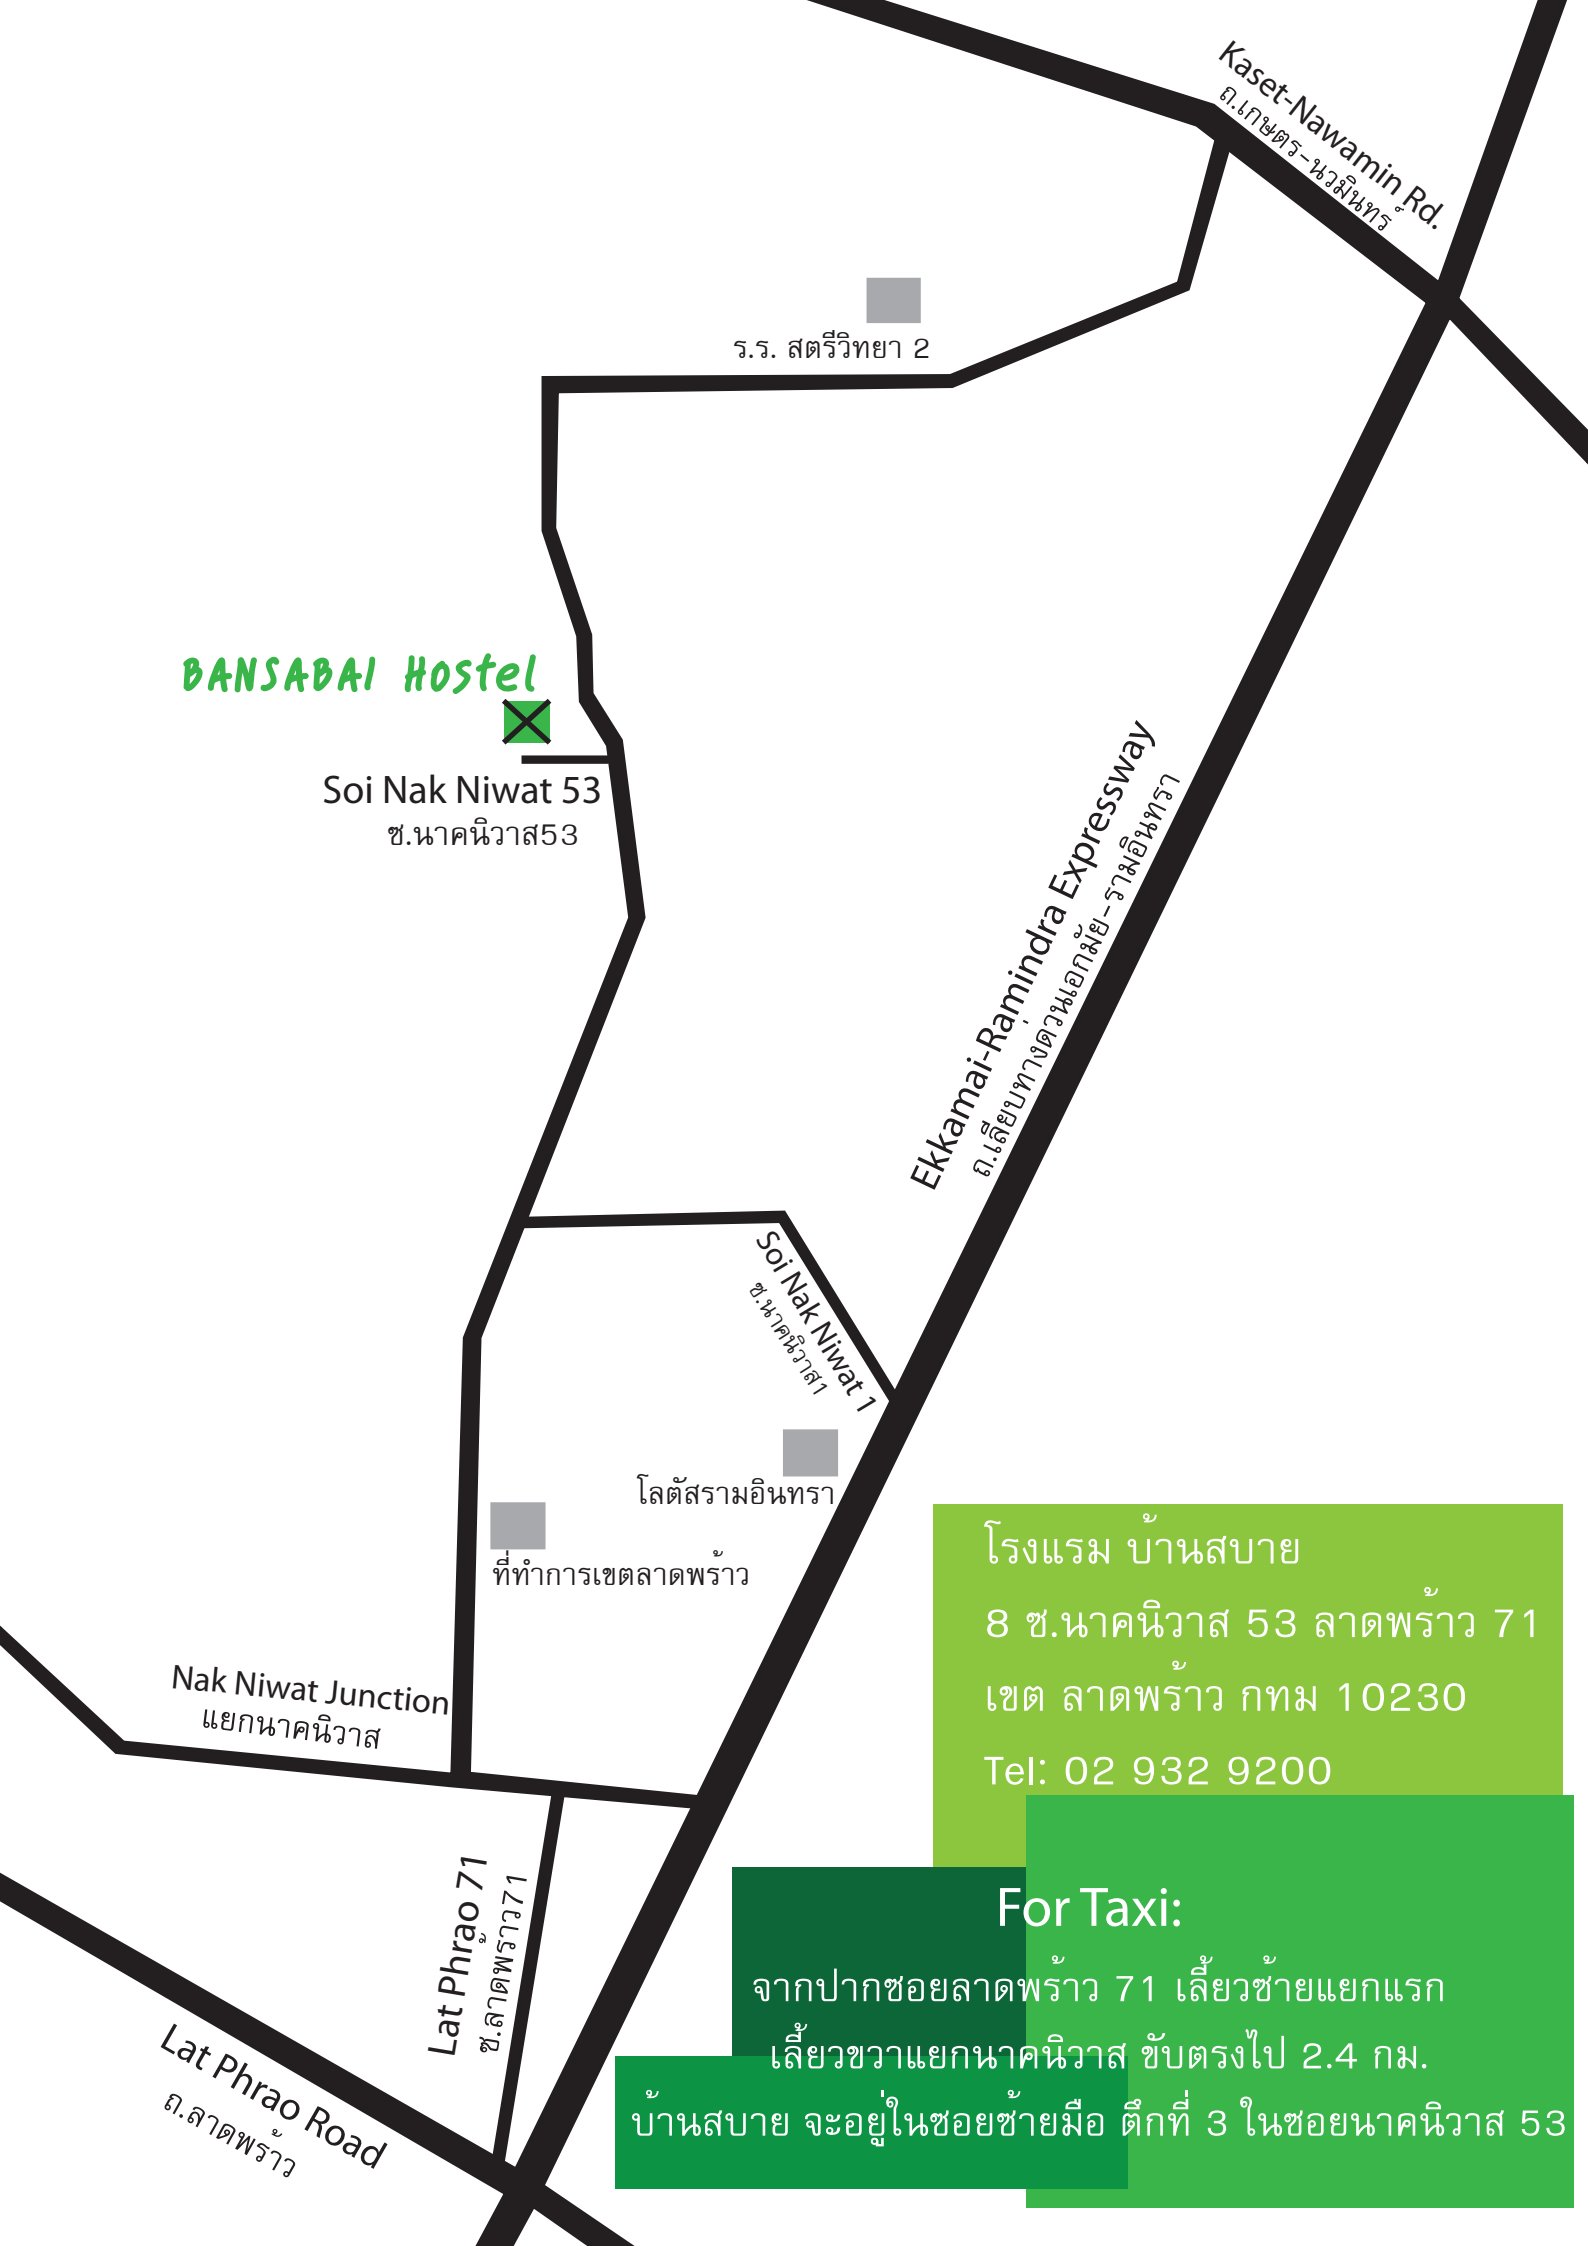 Kaset-Nawamin Rd.
ถ.เกษตร-นวมินทร์
ร.ร. สตรีวิทยา 2
BANSABAI Hostel
Soi Nak Niwat 53
ซ.นาคนิวาส53
Ekkamai-Ramindra Expressway
ถ.เลียบทางด่วนเอกมัย-รามอินทรา
Soi Nak Niwat 1
ซ.นาคนิวาส1
โลตัสรามอินทรา
ที่ทำการเขตลาดพร้าว
Nak Niwat Junction
แยกนาคนิวาส
Lat Phrao 71
ซ.ลาดพร้าว71
Lat Phrao Road
ถ.ลาดพร้าว
โรงแรม บ้านสบาย
8 ซ.นาคนิวาส 53 ลาดพร้าว 71
เขต ลาดพร้าว กทม 10230
Tel: 02 932 9200
For Taxi:
จากปากซอยลาดพร้าว 71 เลี้ยวซ้ายแยกแรก
เลี้ยวขวาแยกนาคนิวาส ขับตรงไป 2.4 กม.
บ้านสบาย จะอยู่ในซอยซ้ายมือ ตึกที่ 3 ในซอยนาคนิวาส 53